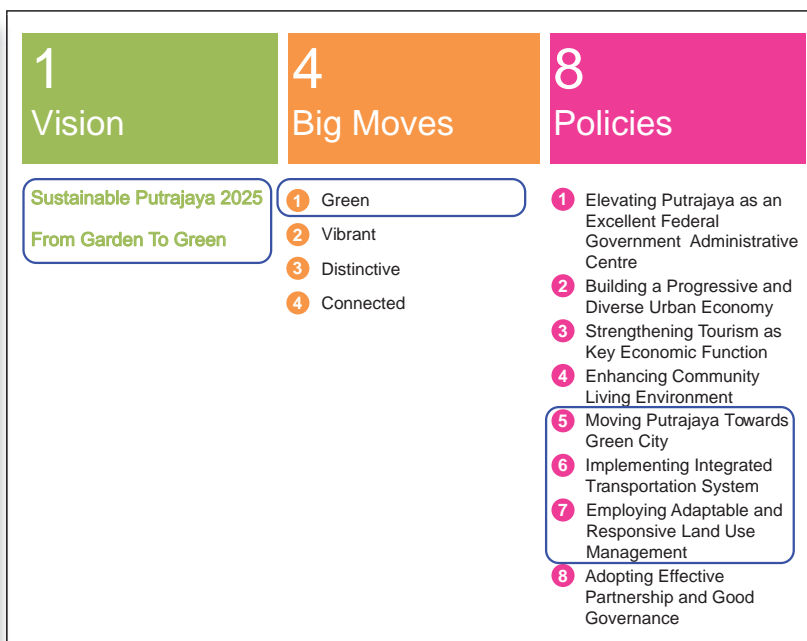 1
Vision
Sustainable Putrajaya 2025
From Garden To Green
4
Big Moves
1 Green
2 Vibrant
3 Distinctive
4 Connected
8
Policies
1 Elevating Putrajaya as an
Excellent Federal
Government Administrative
Centre
2 Building a Progressive and
Diverse Urban Economy
3 Strengthening Tourism as
Key Economic Function
4 Enhancing Community
Living Environment
5 Moving Putrajaya Towards
Green City
6 Implementing Integrated
Transportation System
7 Employing Adaptable and
Responsive Land Use
Management
8 Adopting Effective
Partnership and Good
Governance